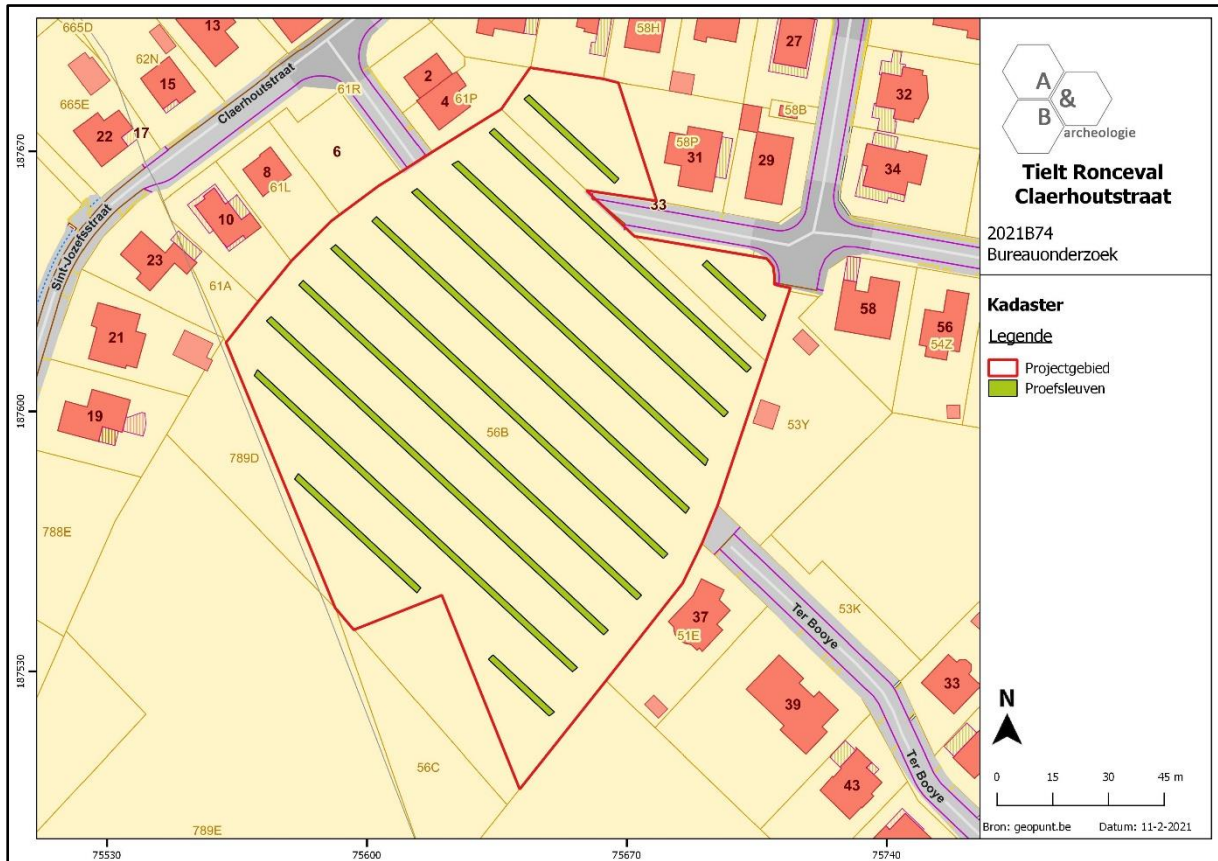 665D
13
62N
15
665E
22
17
Claerhoutstraat
61R
2
4
61P
58H
27
58B
32
6
8
61L
10
58P
31
29
34
33
Sint-Jozefsstraat
23
61A
21
58
56
54Z
19
789D
56B
53Y
788E
37
51E
Ter Booye
53K
39
33
43
Ter Booye
56C
789E
187670
187600
187530
75530
75600
75670
75740
A
&
B
archeologie
Tielt Ronceval
Claerhoutstraat
2021B74
Bureauonderzoek
Kadaster
Legende
Projectgebied
Proefsleuven
N
0 15 30 45 m
Bron: geopunt.be Datum: 11-2-2021